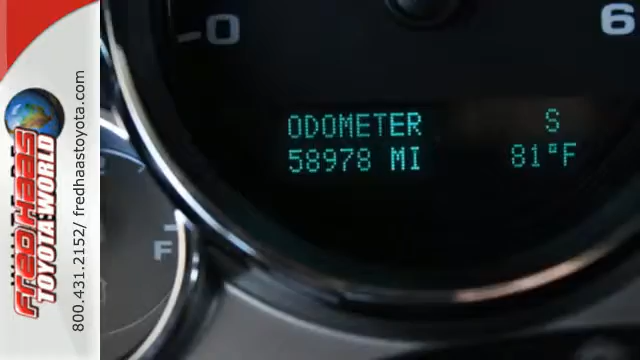 FRED HAAS
TOYOTA WORLD
800.431.2152/ fredhaastoyota.com
0
6
ODOMETER
58978 MI
S
81°F
F